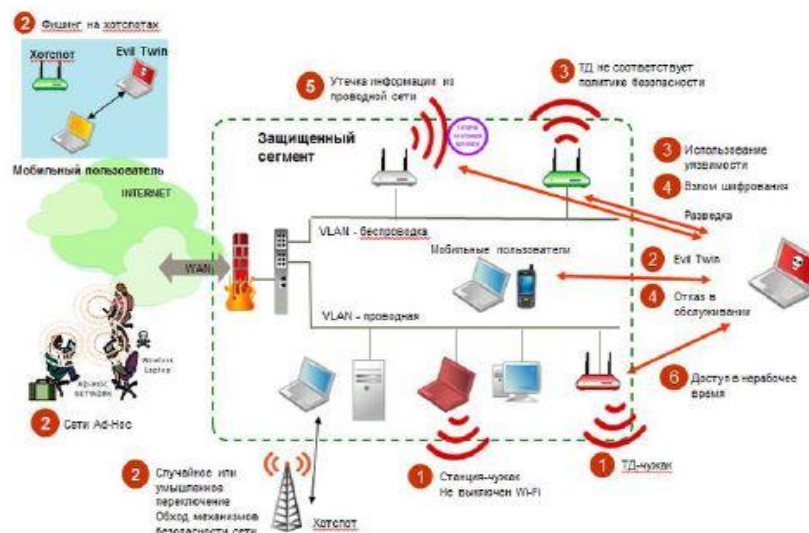 2 Фишинг на хотспотах
Хотспот
Evil Twin
Мобильный пользователь
INTERNET
WAN
2 Сети Ad-Hoc
Wireless
Laptop
AD-HOC
NETWORK
5 Утечка информации из
проводной сети
3 ТД не соответствует
политике безопасности
Защищенный
сегмент
VLAN - беспроводка
Мобильные пользователи
VLAN - проводная
3 Использование
уязвимости
4 Взлом шифрования
Разведка
2 Evil Twin
4 Отказ в
обслуживании
6 Доступ в нерабочее
время
2 Случайное или
умышленное
переключение
Обход механизмов
безопасности сети
Хотспот
1 Станция-чужак
Не выключен Wi-Fi
1 ТД-чужак